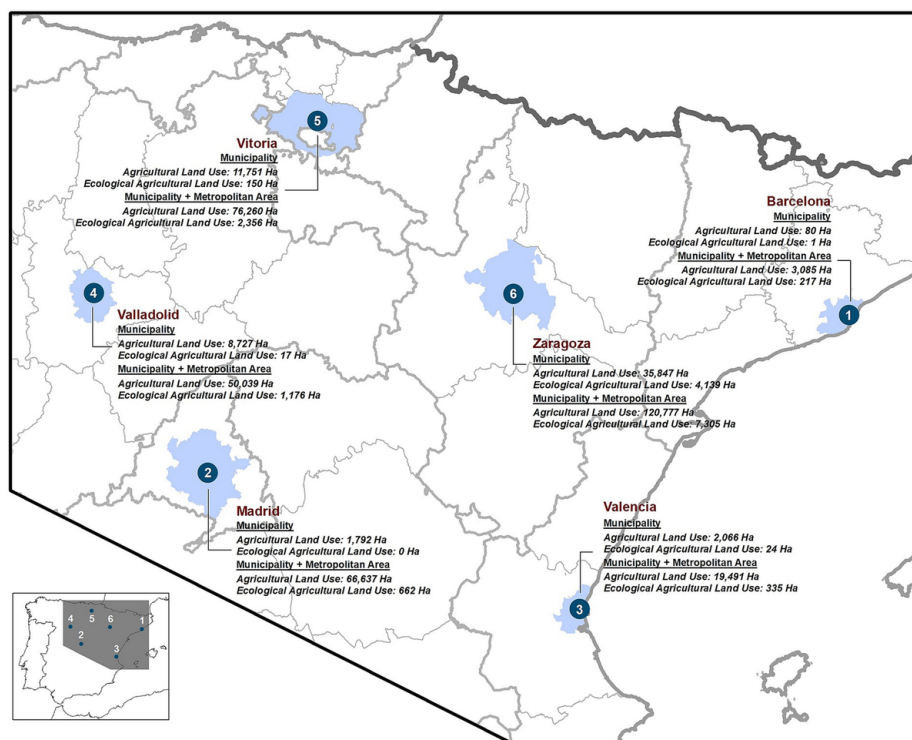 5
Vitoria
Municipality
Agricultural Land Use: 11,751 Ha
Ecological Agricultural Land Use: 150 Ha
Municipality + Metropolitan Area
Agricultural Land Use: 76,260 Ha
Ecological Agricultural Land Use: 2,356 Ha
Barcelona
Municipality
Agricultural Land Use: 80 Ha
Ecological Agricultural Land Use: 1 Ha
Municipality + Metropolitan Area
Agricultural Land Use: 3,085 Ha
Ecological Agricultural Land Use: 217 Ha
1
4
Valladolid
Municipality
Agricultural Land Use: 8,727 Ha
Ecological Agricultural Land Use: 17 Ha
Municipality + Metropolitan Area
Agricultural Land Use: 50,039 Ha
Ecological Agricultural Land Use: 1,176 Ha
6
Zaragoza
Municipality
Agricultural Land Use: 35,847 Ha
Ecological Agricultural Land Use: 4,139 Ha
Municipality + Metropolitan Area
Agricultural Land Use: 120,777 Ha
Ecological Agricultural Land Use: 7,305 Ha
2
Madrid
Municipality
Agricultural Land Use: 1,792 Ha
Ecological Agricultural Land Use: 0 Ha
Municipality + Metropolitan Area
Agricultural Land Use: 66,637 Ha
Ecological Agricultural Land Use: 662 Ha
Valencia
Municipality
Agricultural Land Use: 2,066 Ha
Ecological Agricultural Land Use: 24 Ha
Municipality + Metropolitan Area
Agricultural Land Use: 19,491 Ha
Ecological Agricultural Land Use: 335 Ha
3
4 5 6 1
2
3